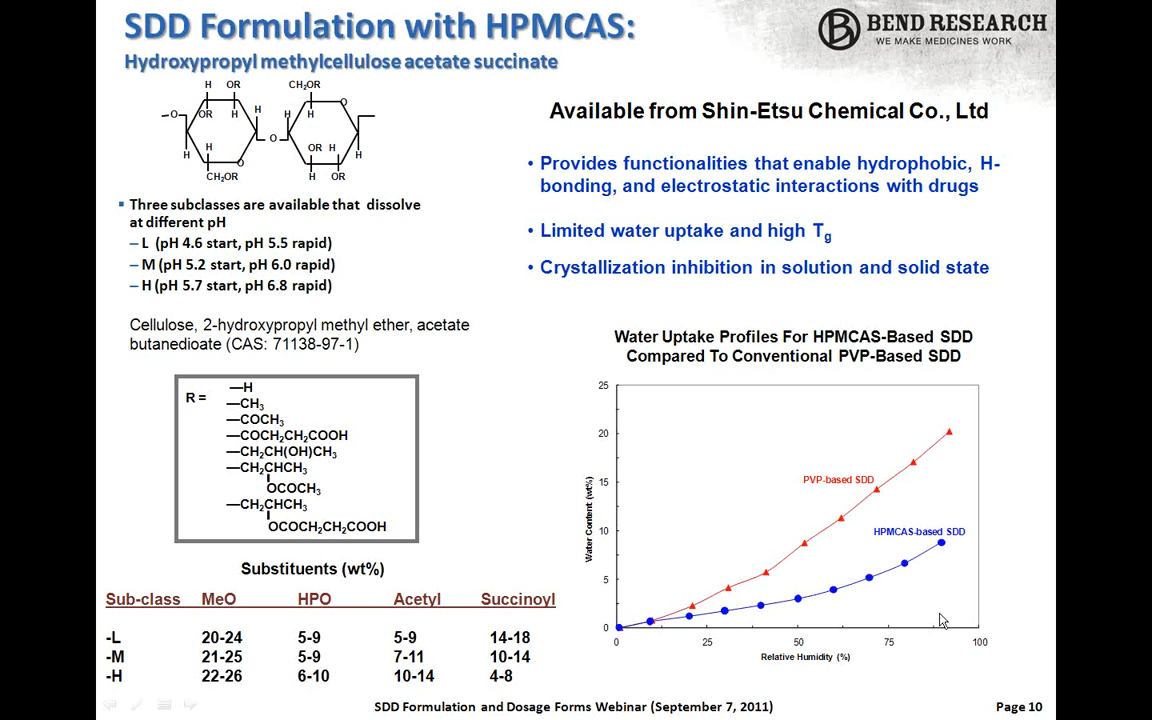 SDD Formulation with HPMCAS:
Hydroxypropyl methylcellulose acetate succinate
BEND RESEARCH
WE MAKE MEDICINES WORK
H OR
CH₂OR
O
O
OR H H H H
O
H H
O
OR H H
CH₂OR
H OR
Available from Shin-Etsu Chemical Co., Ltd
• Provides functionalities that enable hydrophobic, H-
bonding, and electrostatic interactions with drugs
• Limited water uptake and high Tg
• Crystallization inhibition in solution and solid state
▪ Three subclasses are available that dissolve
at different pH
– L (pH 4.6 start, pH 5.5 rapid)
– M (pH 5.2 start, pH 6.0 rapid)
– H (pH 5.7 start, pH 6.8 rapid)
Cellulose, 2-hydroxypropyl methyl ether, acetate
butanedioate (CAS: 71138-97-1)
R =
—H
—CH₃
—COCH₃
—COCH₂CH₂COOH
—CH₂CH(OH)CH₃
—CH₂CHCH₃
OCOCH₃
—CH₂CHCH₃
OCOCH₂CH₂COOH
Substituents (wt%)
Sub-class MeO HPO Acetyl Succinoyl
-L 20-24 5-9 5-9 14-18
-M 21-25 5-9 7-11 10-14
-H 22-26 6-10 10-14 4-8
Water Uptake Profiles For HPMCAS-Based SDD
Compared To Conventional PVP-Based SDD
Water Content (wt%)
25
20
15
10
5
0
PVP-based SDD
HPMCAS-based SDD
0 25 50 75 100
Relative Humidity (%)
SDD Formulation and Dosage Forms Webinar (September 7, 2011)
Page 10